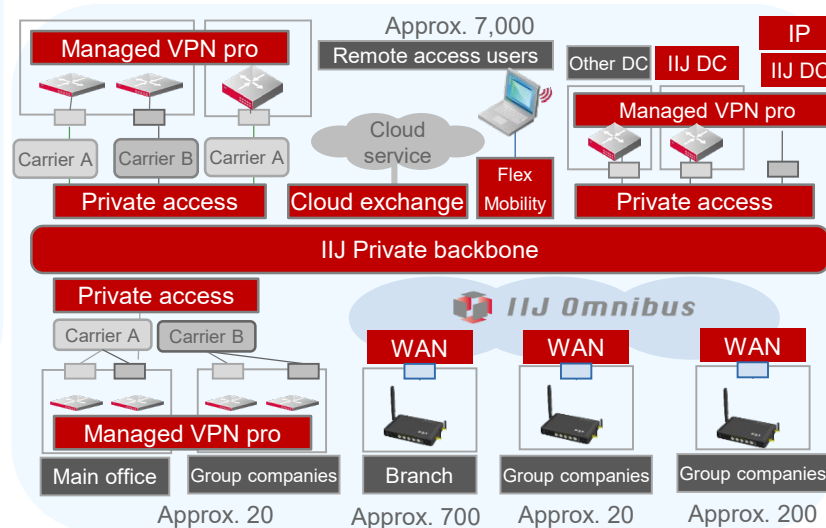 Approx. 7,000
Managed VPN pro
Remote access users
Other DC
IIJ DC
IP
IIJ DC
Managed VPN pro
Cloud
service
Carrier A
Carrier B
Carrier A
Flex
Mobility
Private access
Cloud exchange
Private access
IIJ Private backbone
Private access
IIJ Omnibus
Carrier A
Carrier B
WAN
WAN
WAN
Managed VPN pro
Main office
Group companies
Branch
Group companies
Group companies
Approx. 20
Approx. 700
Approx. 20
Approx. 200